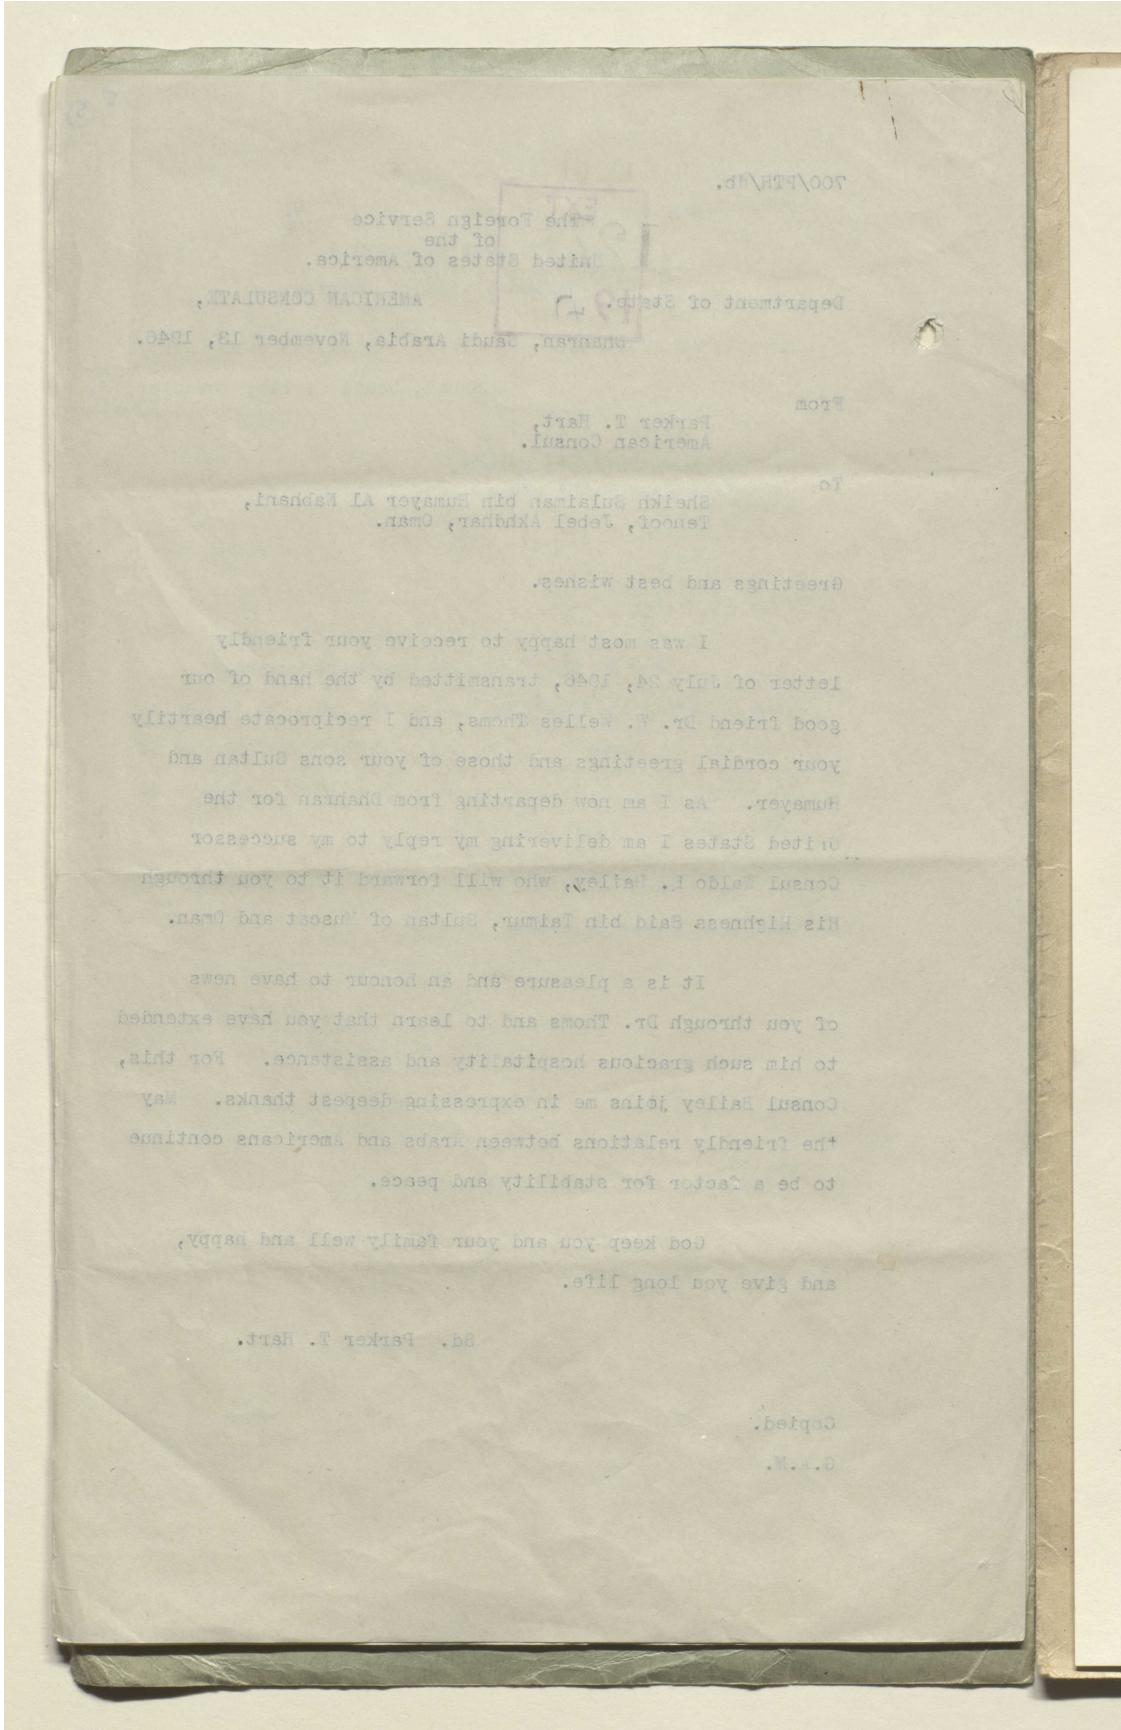 700/PTH/db.
The Foreign Service
of the
United States of America.
Department of State.
AMERICAN CONSULATE,
Dhahran, Saudi Arabia, November 13, 1946.
EXT
19 47
From
Parker T. Hart,
American Consul.
To
Sheikh Sulaiman bin Humayer Al Nabhani,
Tenoof, Jebel Akhdhar, Oman.
Greetings and best wishes.
I was most happy to receive your friendly
letter of July 24, 1946, transmitted by the hand of our
good friend Dr. W. Welles Thoms, and I reciprocate heartily
your cordial greetings and those of your sons Sultan and
Humayer. As I am now departing from Dhahran for the
United States I am delivering my reply to my successor
Consul Waldo E. Bailey, who will forward it to you through
His Highness Said bin Taimur, Sultan of Muscat and Oman.
It is a pleasure and an honour to have news
of you through Dr. Thoms and to learn that you have extended
to him such gracious hospitality and assistance. For this,
Consul Bailey joins me in expressing deepest thanks. May
the friendly relations between Arabs and Americans continue
to be a factor for stability and peace.
God keep you and your family well and happy,
and give you long life.
Sd. Parker T. Hart.
Copied.